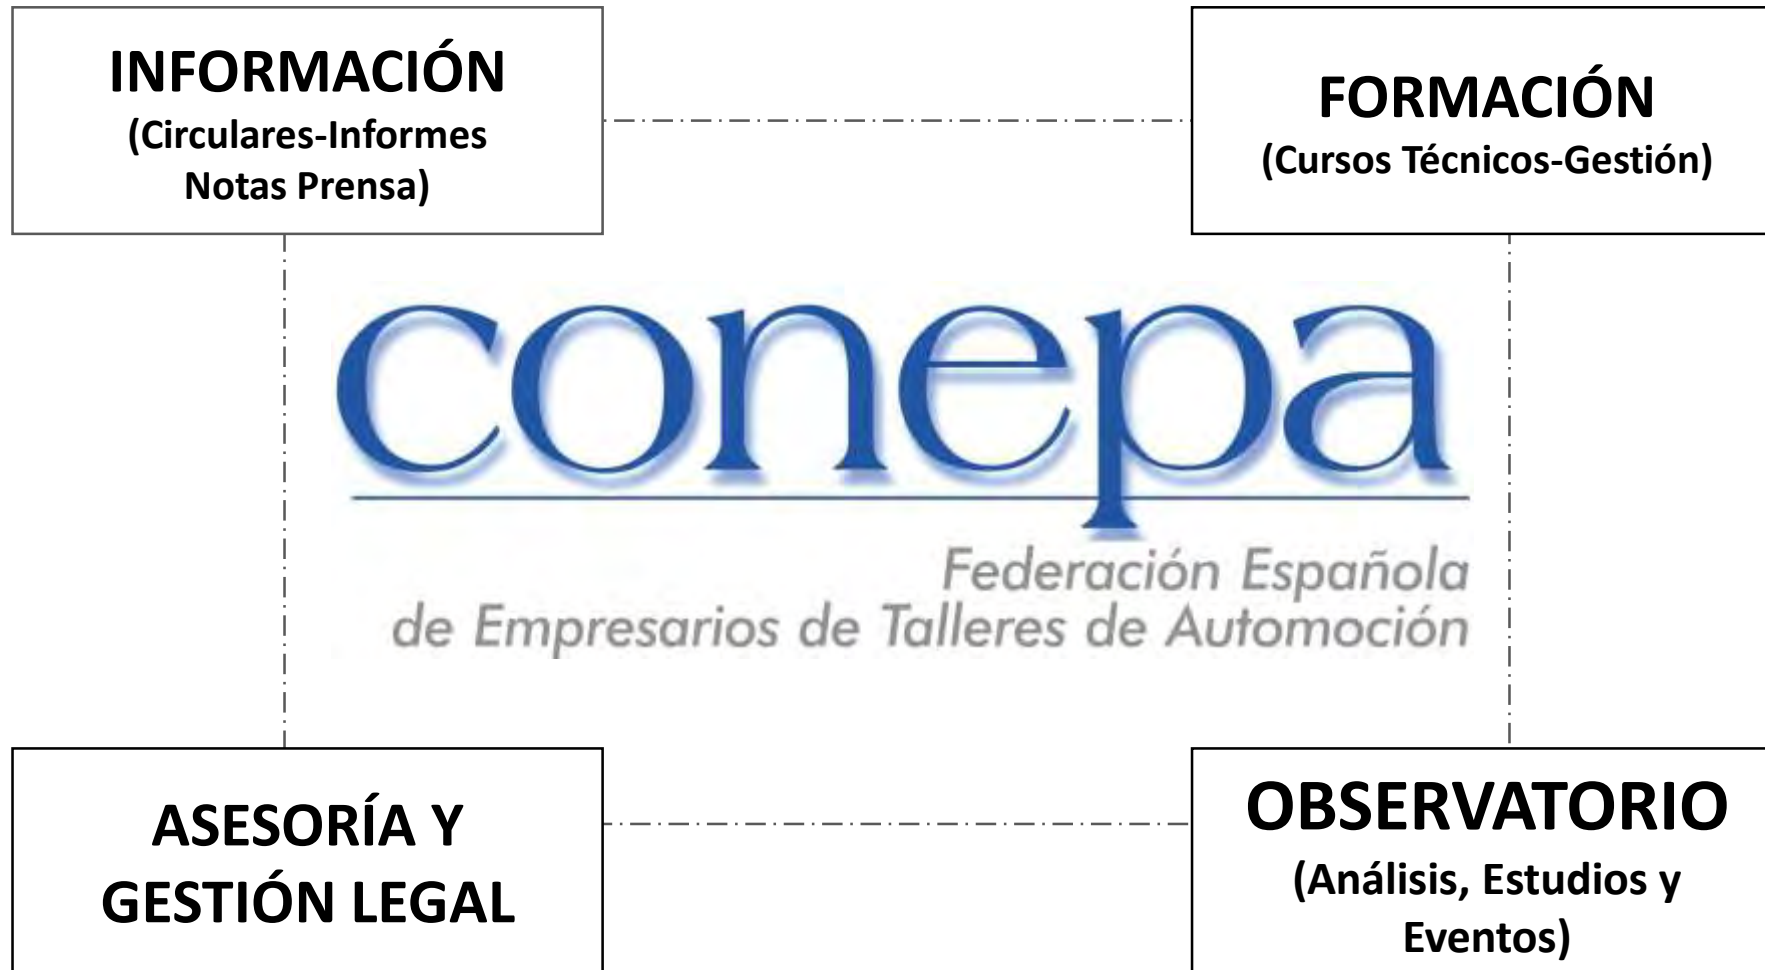 INFORMACIÓN
(Circulares-Informes
Notas Prensa)
FORMACIÓN
(Cursos Técnicos-Gestión)
conepa
Federación Española
de Empresarios de Talleres de Automoción
ASESORÍA Y
GESTIÓN LEGAL
OBSERVATORIO
(Análisis, Estudios y
Eventos)